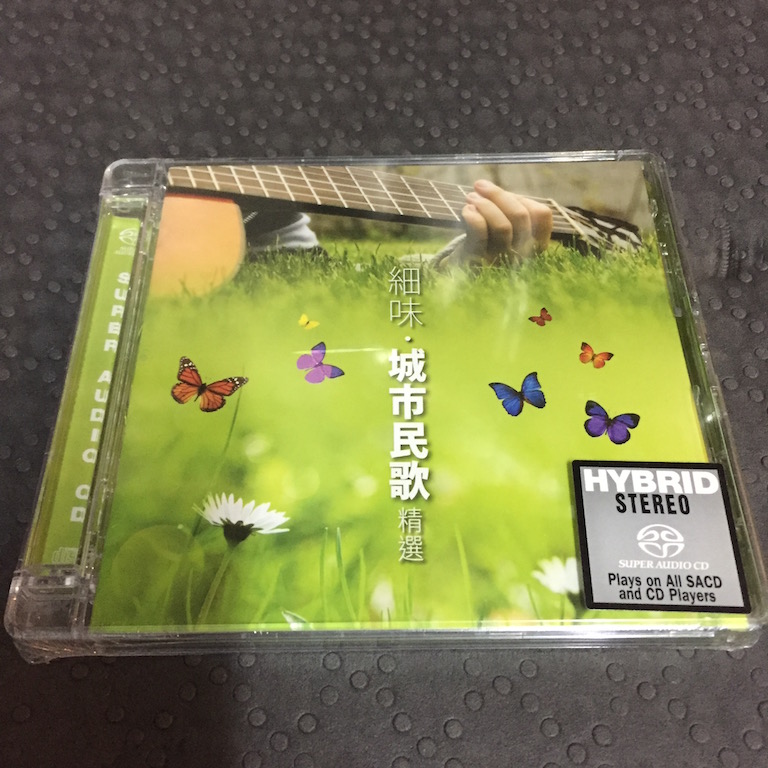 SUPER AUDIO CD
細味・城市民歌精選
HYBRID
STEREO
SUPER AUDIO CD
Plays on All SACD
and CD Players